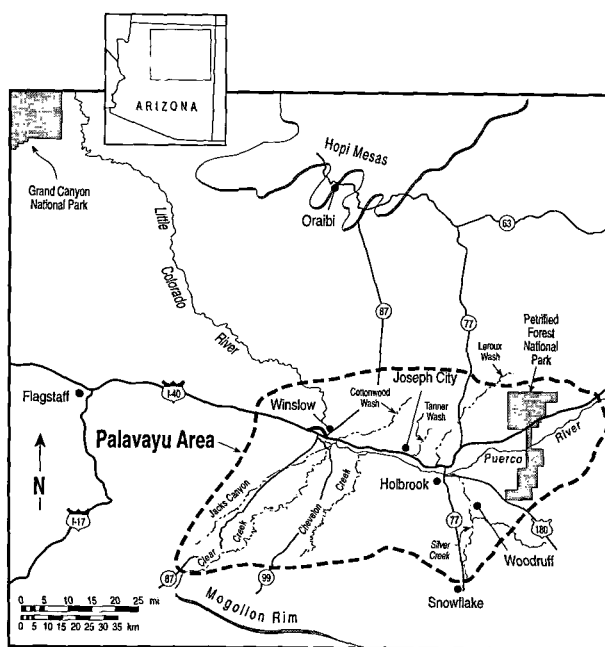 ARIZONA
Grand Canyon
National Park
Hopi Mesas
Oraibi
63
Little
Colorado
River
87
77
Petrified
Forest
National
Park
Leroux
Wash
Joseph City
Cottonwood
Wash
Tanner
Wash
Flagstaff
I-40
Winslow
Palavayu Area
Puerco
River
Holbrook
N
Jacks Canyon
Clear
Creek
Chevelon
Creek
77
180
I-17
Silver Creek
Woodruff
87
99
Snowflake
Mogollon Rim
0 5 10 15 20 25 mi
0 5 10 15 20 25 30 35 km